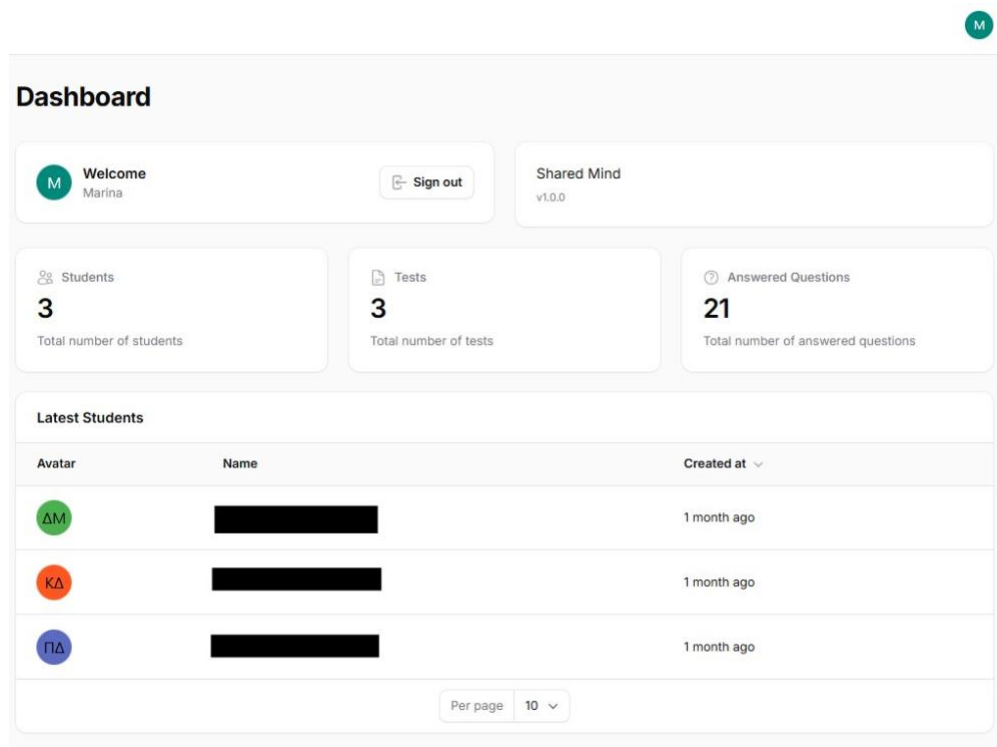 M
Dashboard
M
Welcome
Marina
Sign out
Shared Mind
v1.0.0
Students
3
Total number of students
Tests
3
Total number of tests
Answered Questions
21
Total number of answered questions
Latest Students
Avatar Name Created at
ΔΜ 1 month ago
ΚΔ 1 month ago
ΠΔ 1 month ago
Per page 10